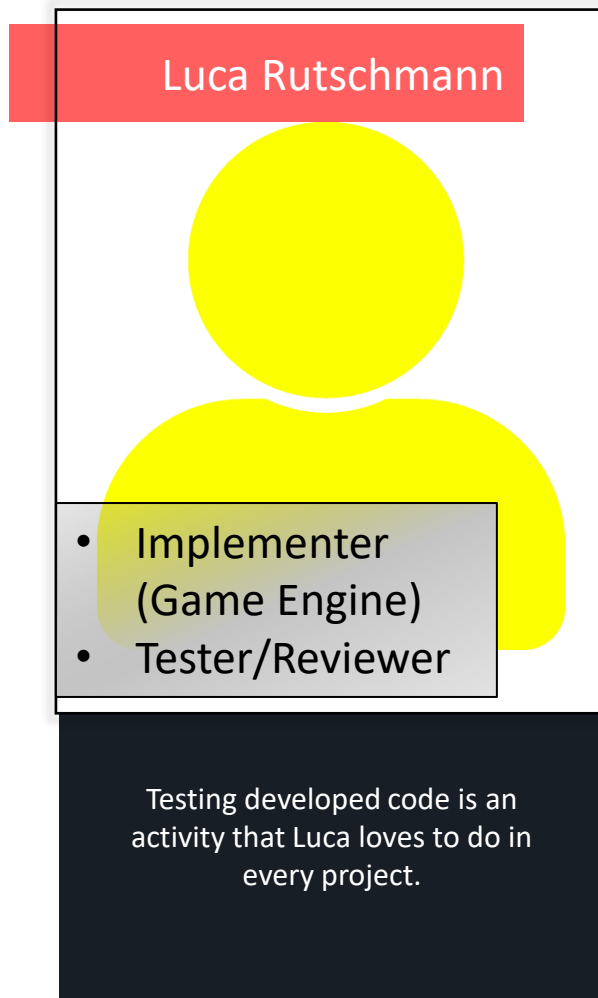 Luca Rutschmann
• Implementer
(Game Engine)
• Tester/Reviewer
Testing developed code is an
activity that Luca loves to do in
every project.